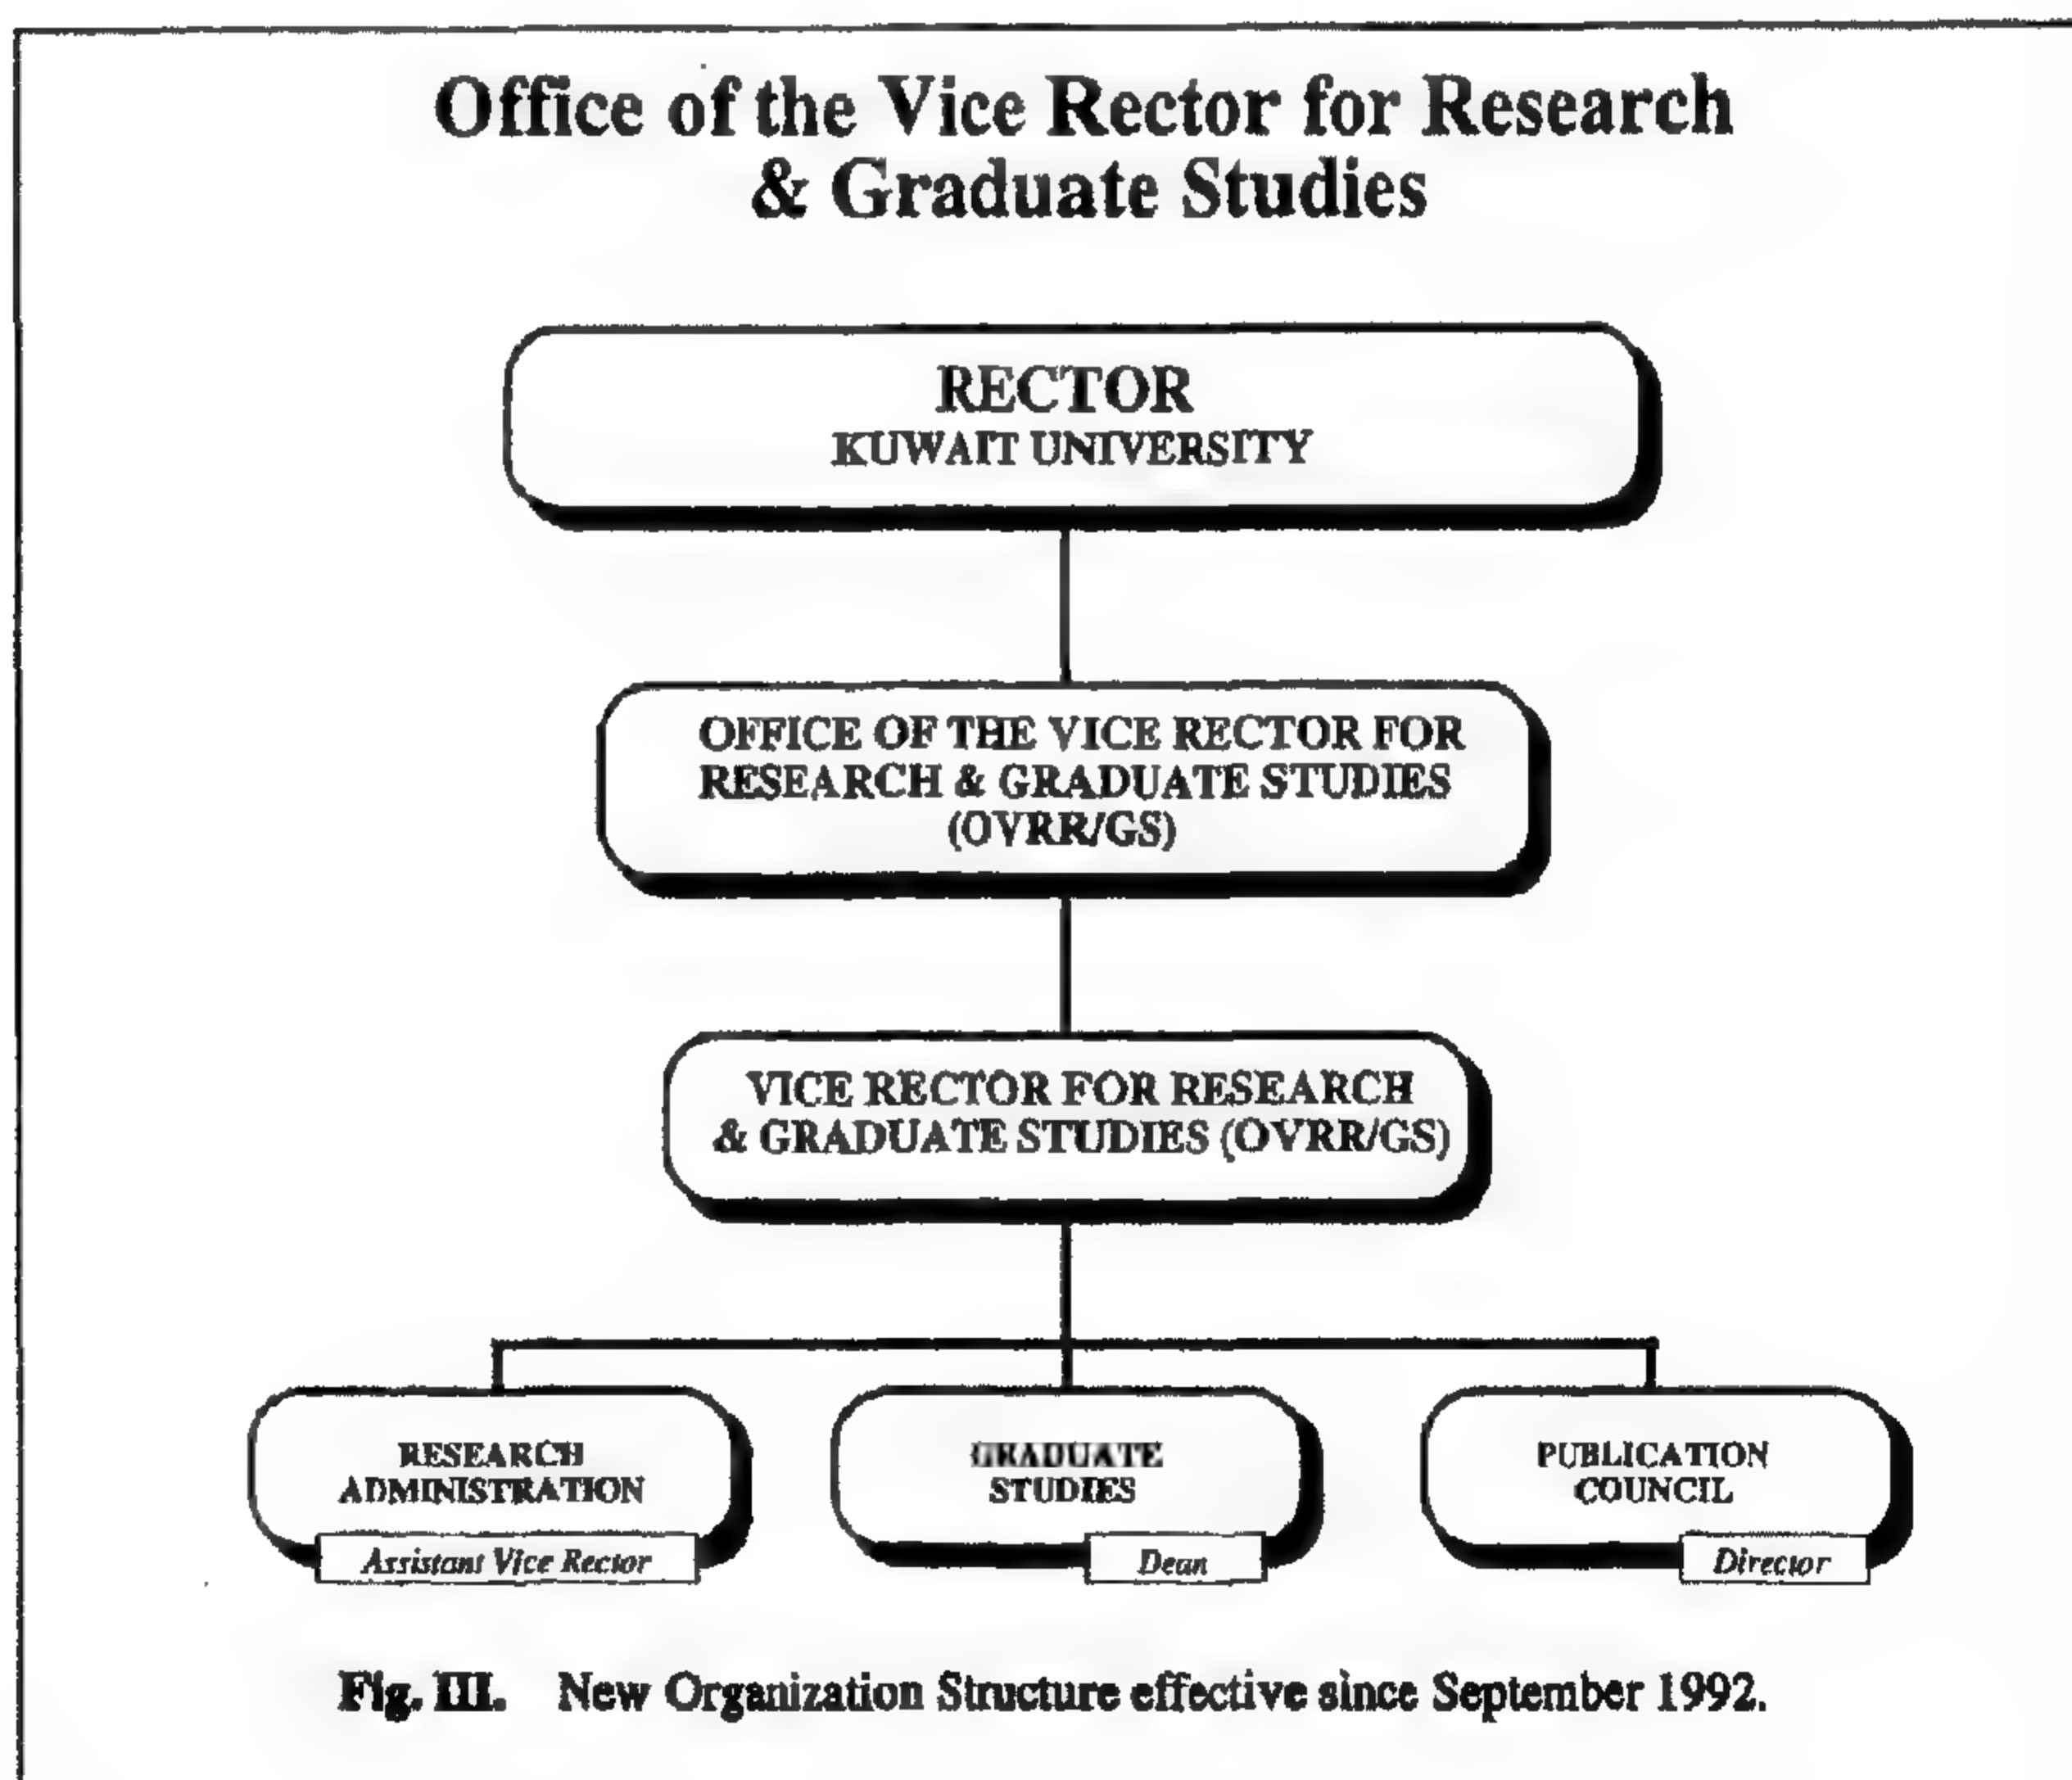 Office of the Vice Rector for Research
& Graduate Studies
RECTOR
KUWAIT UNIVERSITY
OFFICE OF THE VICE RECTOR FOR
RESEARCH & GRADUATE STUDIES
(OVRR/GS)
VICE RECTOR FOR RESEARCH
& GRADUATE STUDIES (OVRR/GS)
RESEARCH
ADMINISTRATION
Assistant Vice Rector
GRADUATE
STUDIES
Dean
PUBLICATION
COUNCIL
Director
Fig. III. New Organization Structure effective since September 1992.